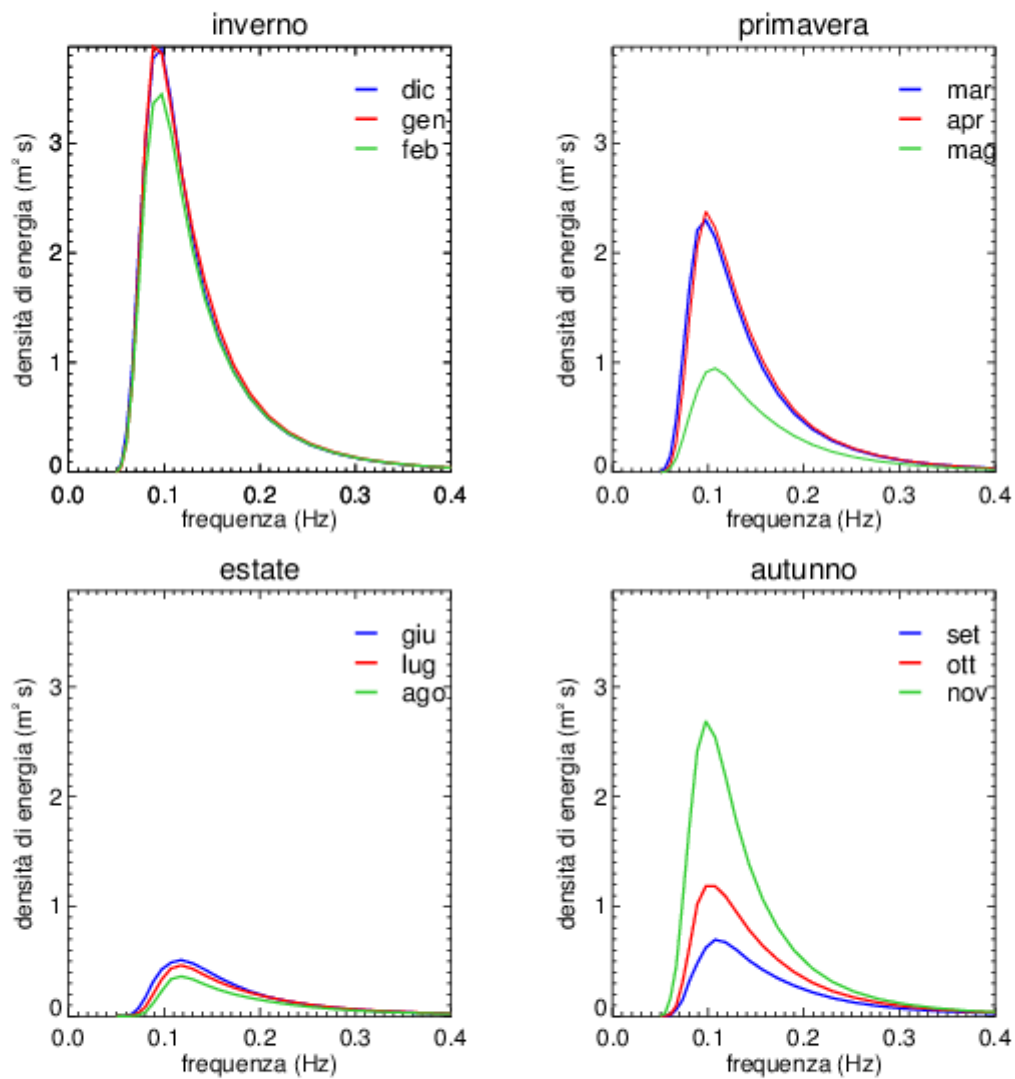 inverno
densità di energia (m² s)
3
2
1
0
dic
gen
feb
0.0 0.1 0.2 0.3 0.4
frequenza (Hz)
primavera
densità di energia (m² s)
3
2
1
0
mar
apr
mag
0.0 0.1 0.2 0.3 0.4
frequenza (Hz)
estate
densità di energia (m² s)
3
2
1
0
giu
lug
ago
0.0 0.1 0.2 0.3 0.4
frequenza (Hz)
autunno
densità di energia (m² s)
3
2
1
0
set
ott
nov
0.0 0.1 0.2 0.3 0.4
frequenza (Hz)